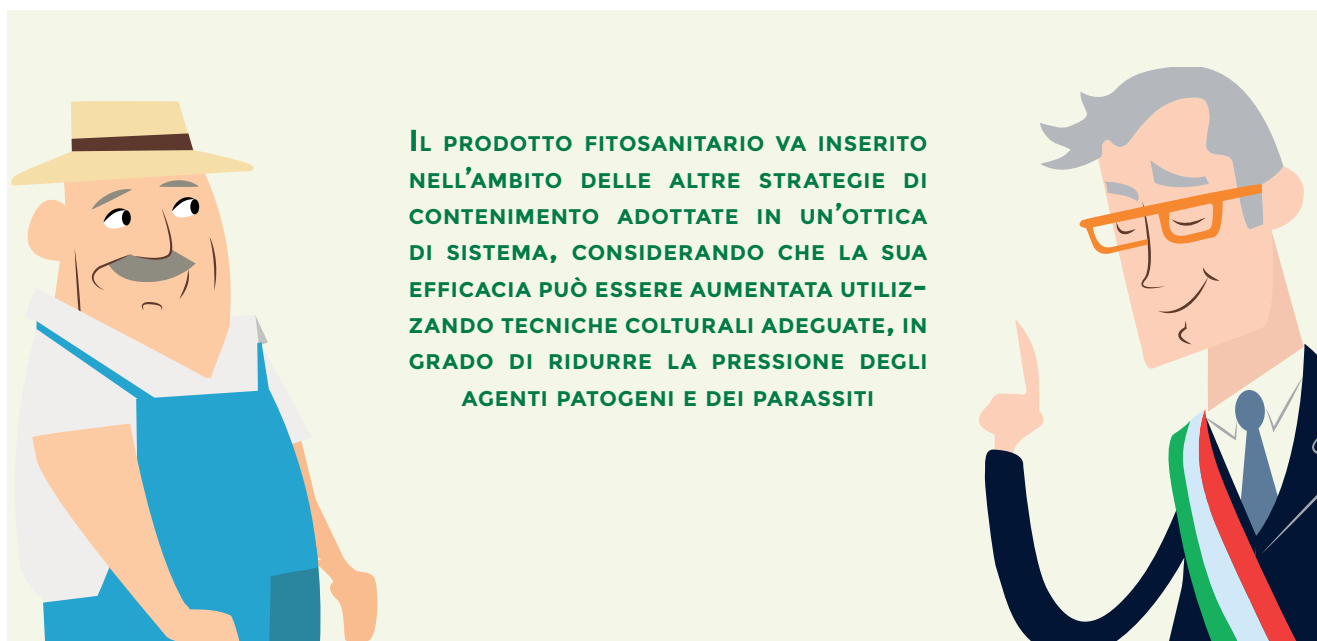 Il prodotto fitosanitario va inserito
nell’ambito delle altre strategie di
contenimento adottate in un’ottica
di sistema, considerando che la sua
efficacia può essere aumentata utiliz-
zando tecniche colturali adeguate, in
grado di ridurre la pressione degli
agenti patogeni e dei parassiti